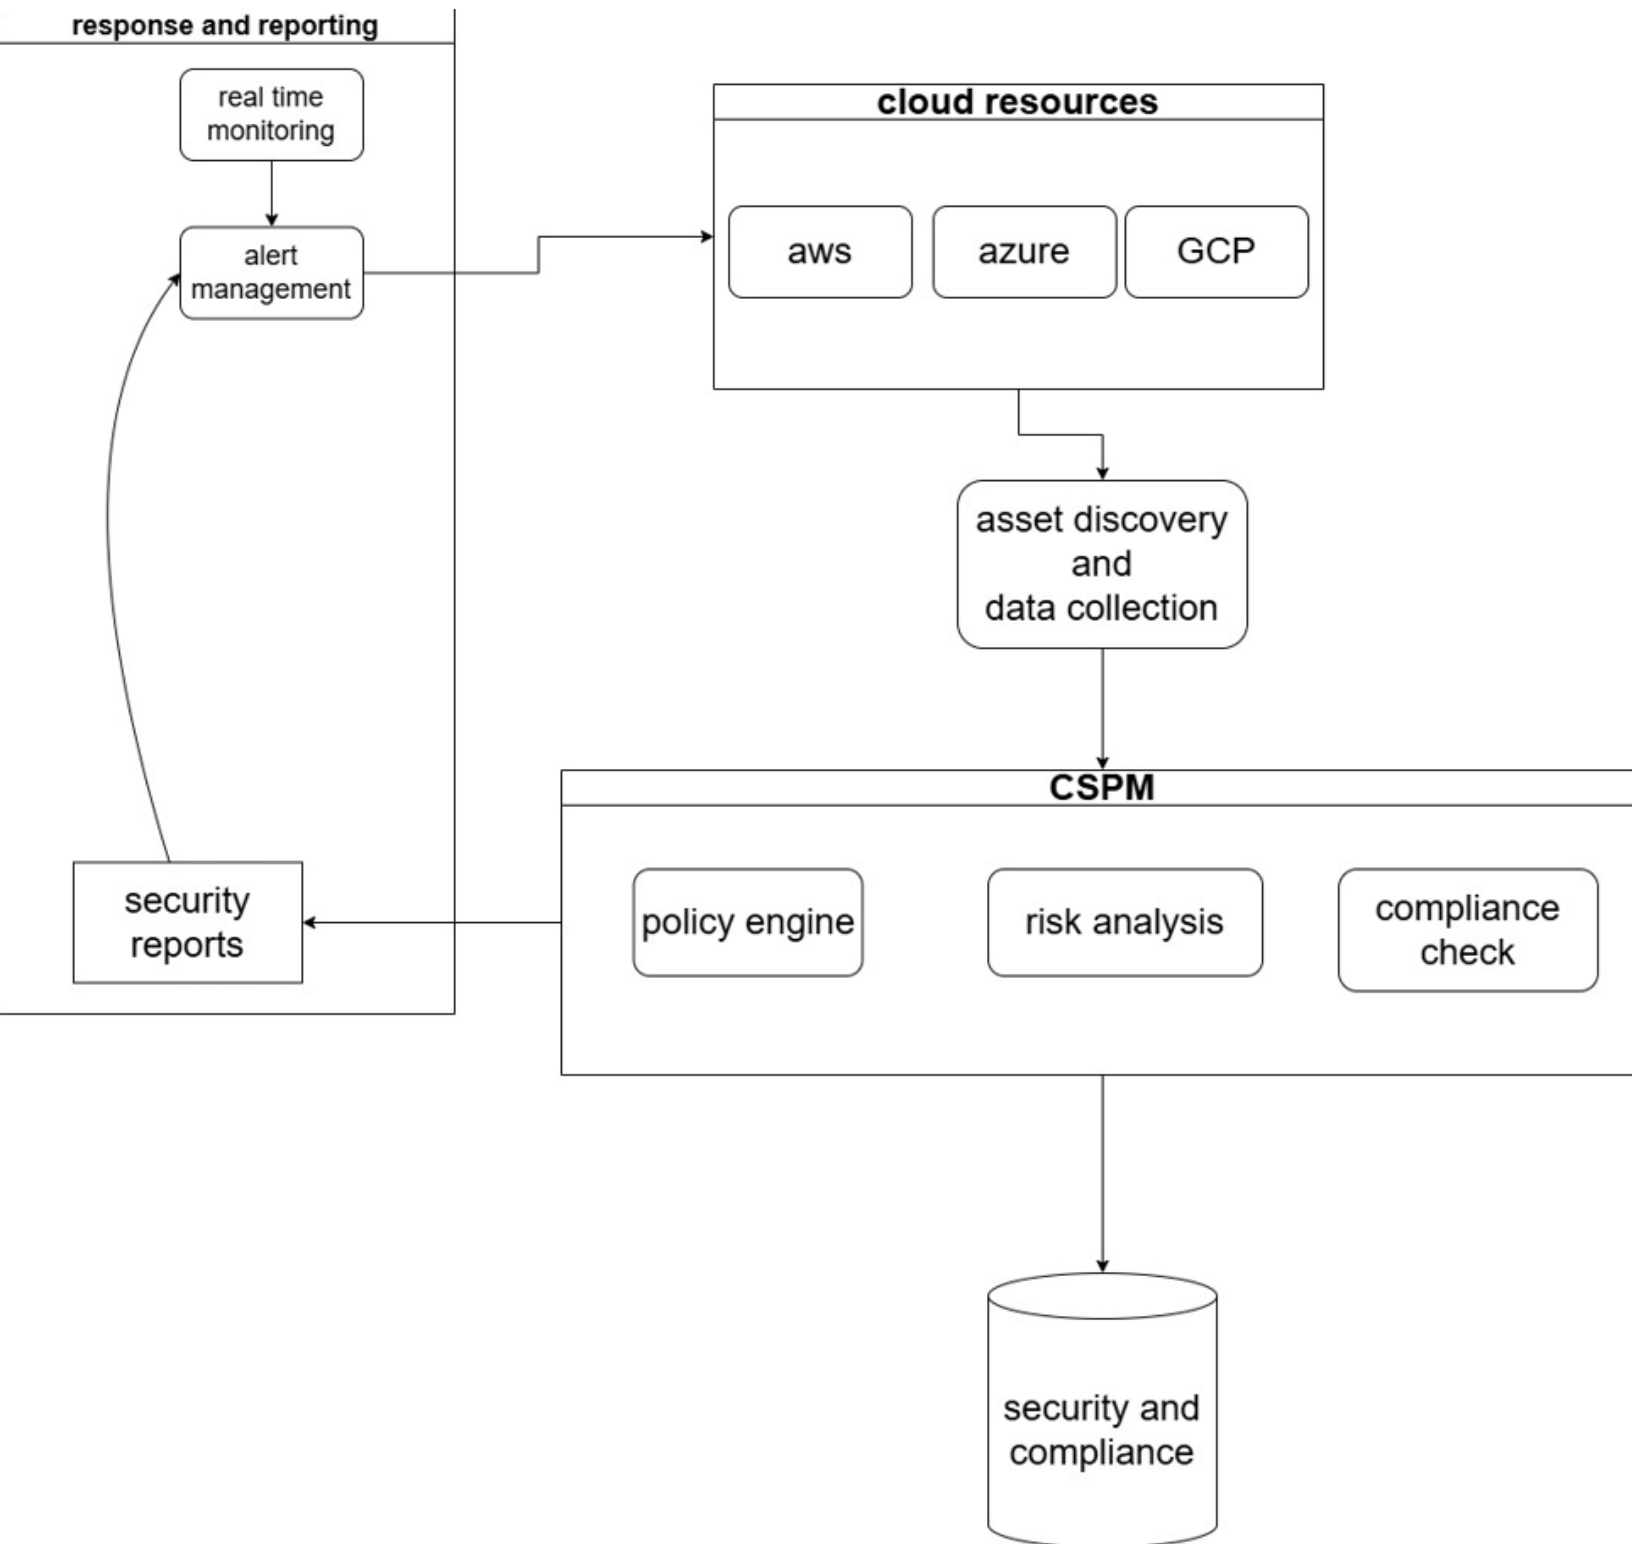 response and reporting
real time
monitoring
alert
management
cloud resources
aws
azure
GCP
asset discovery
and
data collection
CSPM
policy engine
risk analysis
compliance
check
security
reports
security and
compliance